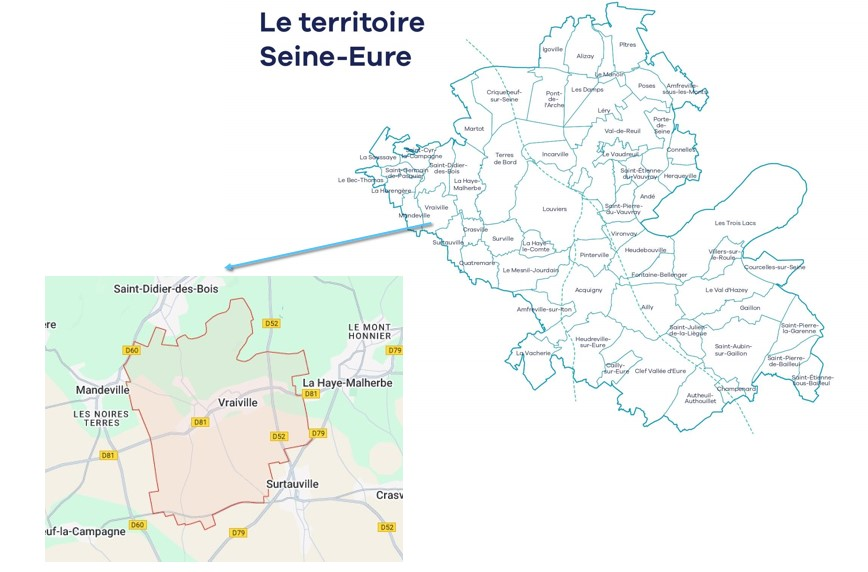 Le territoire
Seine-Eure
Igoville
Alizay
Pîtres
Le Manoir
Criquebeuf-
sur-Seine
Pont-
de-
l'Arche
Les Damps
Poses
Amfreville-
sous-les-Monts
Léry
Porte-
de-
Seine
Martot
Val-de-Reuil
Terres
de Bord
Incarville
Le Vaudreuil
Connelles
La Saussaye
Saint-Cyr-
la-Campagne
Saint-Didier-
des-Bois
Saint-Germain
-de-Pasquier
Le Bec-Thomas
La Harengère
La Haye-
Malherbe
Saint-Étienne-
du-Vauvray
Herqueville
Andé
Vraiville
Mandeville
Louviers
Saint-Pierre-
du-Vauvray
Crasville
Surtauville
Surville
La Haye-
le-Comte
Vironvay
Les Trois Lacs
Quatremare
Le Mesnil-Jourdain
Pinterville
Heudebouville
Villers-sur-
le-Roule
Fontaine-Bellenger
Courcelles-sur-Seine
Acquigny
Le Val d'Hazey
Amfreville-sur-Iton
Ailly
Gaillon
Saint-Julien-
de-la-Liègue
Saint-Pierre-
la-Garenne
La Vacherie
Heudreville-
sur-Eure
Saint-Aubin-
sur-Gaillon
Cailly-
sur-Eure
Clef Vallée d'Eure
Saint-Pierre-
de-Bailleul
Saint-Étienne-
sous-Bailleul
Champenard
Autheuil-
Authouillet
Saint-Didier-des-Bois
ère
D52
LE MONT
HONNIER
D60
D79
Mandeville
La Haye-Malherbe
D81
Vraiville
LES NOIRES
TERRES
D81
D52
D79
D81
Surtauville
Crasv
D60
D79
D52
euf-la-Campagne